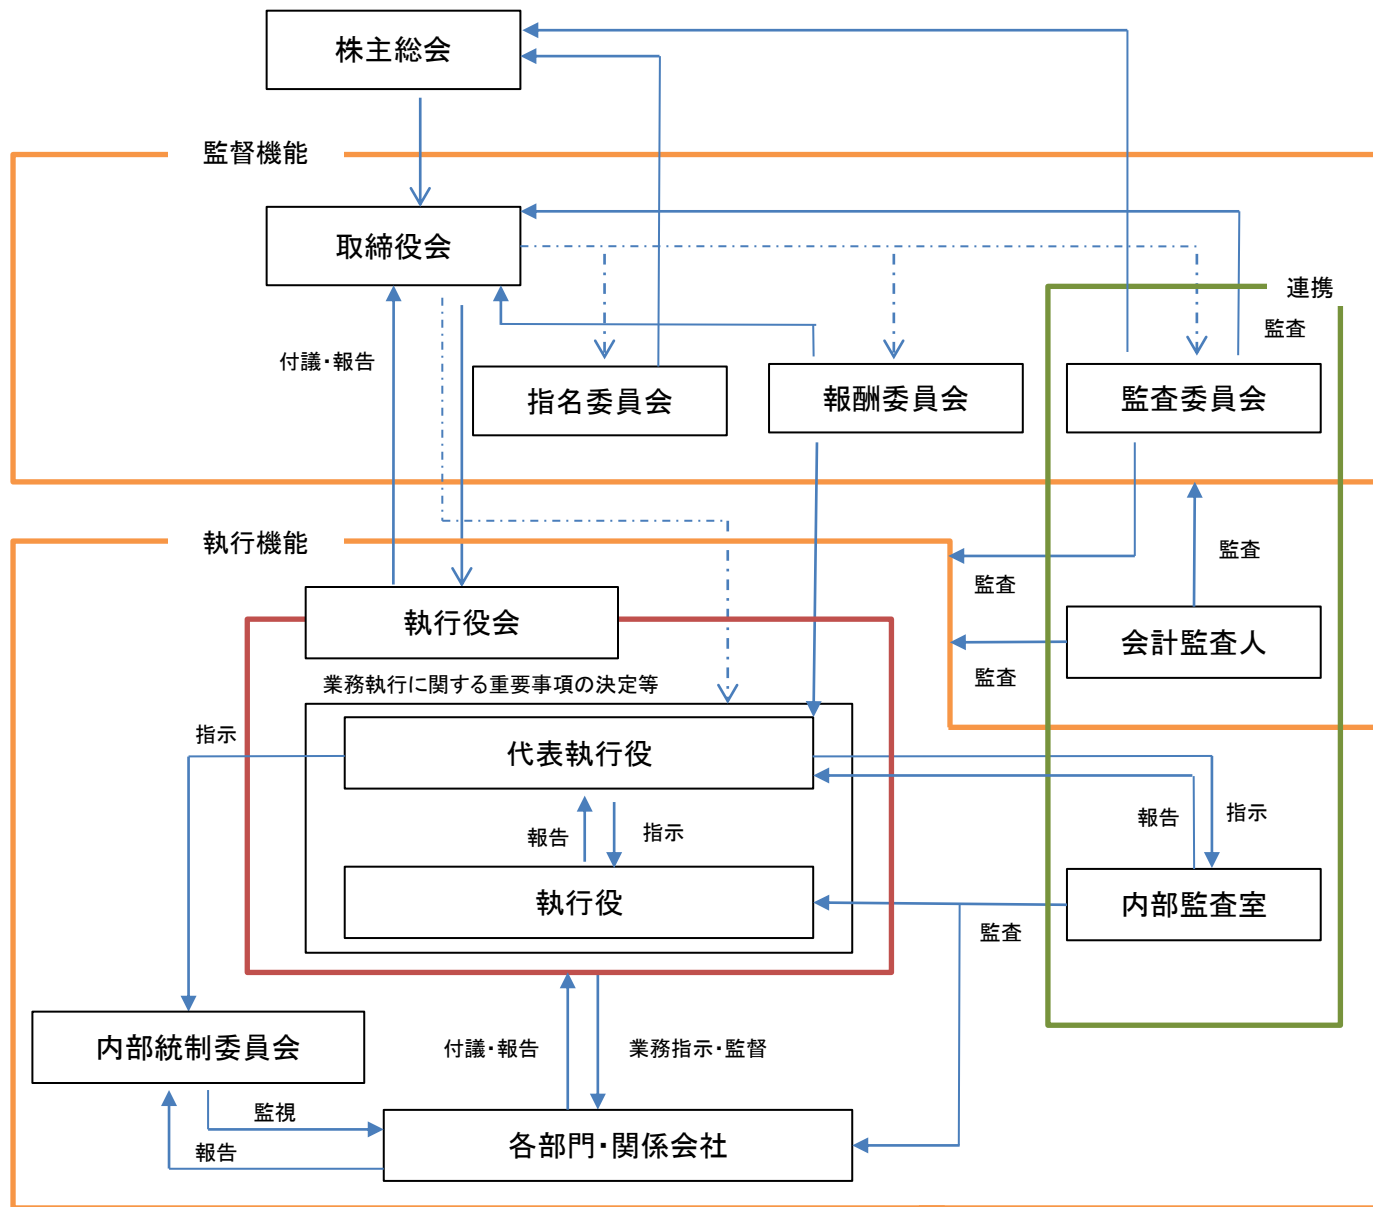 株主総会
監督機能
取締役会
連携
監査
付議・報告
指名委員会
報酬委員会
監査委員会
執行機能
監査
監査
執行役会
会計監査人
監査
業務執行に関する重要事項の決定等
指示
代表執行役
報告
指示
報告
指示
執行役
内部監査室
監査
内部統制委員会
付議・報告
業務指示・監督
監視
報告
各部門・関係会社